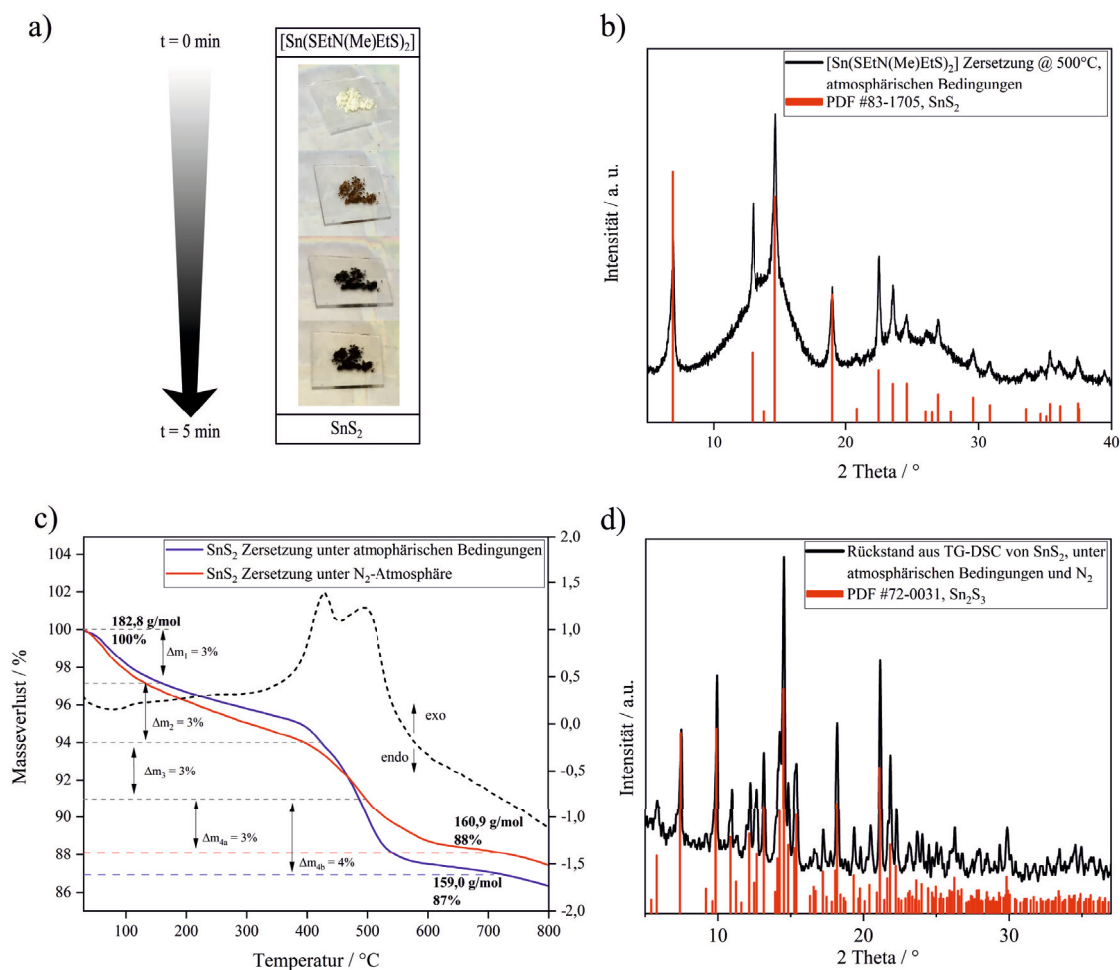 a)
t = 0 min
[Sn(SEtN(Me)EtS)₂]
t = 5 min
SnS₂
b)
[Sn(SEtN(Me)EtS)₂] Zersetzung @ 500°C,
atmosphärischen Bedingungen
PDF #83-1705, SnS₂
Intensität / a. u.
10
20
30
40
2 Theta / °
c)
SnS₂ Zersetzung unter atmophärischen Bedingungen
SnS₂ Zersetzung unter N₂-Atmosphäre
Masseverlust / %
104
102
100
98
96
94
92
90
88
86
2,0
1,5
1,0
0,5
0,0
-0,5
-1,0
-1,5
-2,0
182,8 g/mol
100%
Δm₁ = 3%
Δm₂ = 3%
Δm₃ = 3%
Δm₄ₐ = 3%
Δm₄b = 4%
exo
endo
160,9 g/mol
88%
159,0 g/mol
87%
100
200
300
400
500
600
700
800
Temperatur / °C
d)
Rückstand aus TG-DSC von SnS₂, unter
atmosphärischen Bedingungen und N₂
PDF #72-0031, Sn₂S₃
Intensität / a.u.
10
20
30
2 Theta / °